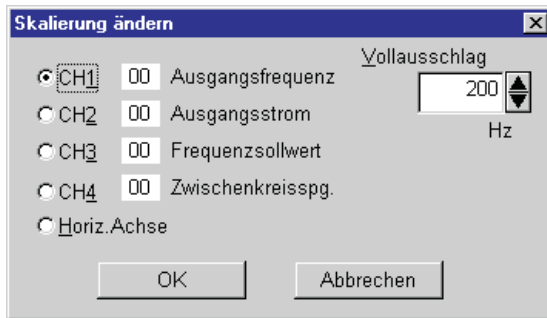 Skalierung ändern
Vollausschlag
CH1 00 Ausgangsfrequenz
200
CH2 00 Ausgangsstrom
Hz
CH3 00 Frequenzsollwert
CH4 00 Zwischenkreisspg.
Horiz.Achse
OK Abbrechen